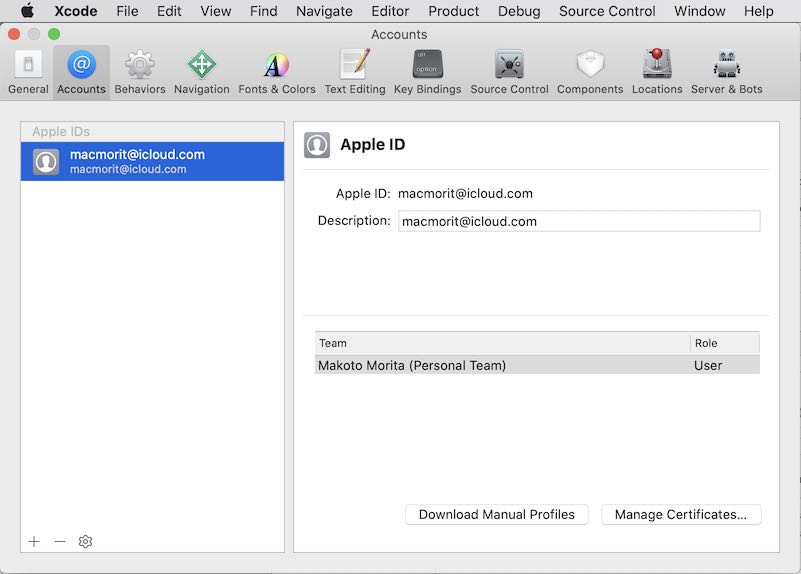 Xcode File Edit View Find Navigate Editor Product Debug Source Control Window Help
Accounts
alt
option
General Accounts Behaviors Navigation Fonts & Colors Text Editing Key Bindings Source Control Components Locations Server & Bots
Apple IDs
macmorit@icloud.com
macmorit@icloud.com
Apple ID
Apple ID: macmorit@icloud.com
Description: macmorit@icloud.com
Team Role
Makoto Morita (Personal Team) User
Download Manual Profiles Manage Certificates...